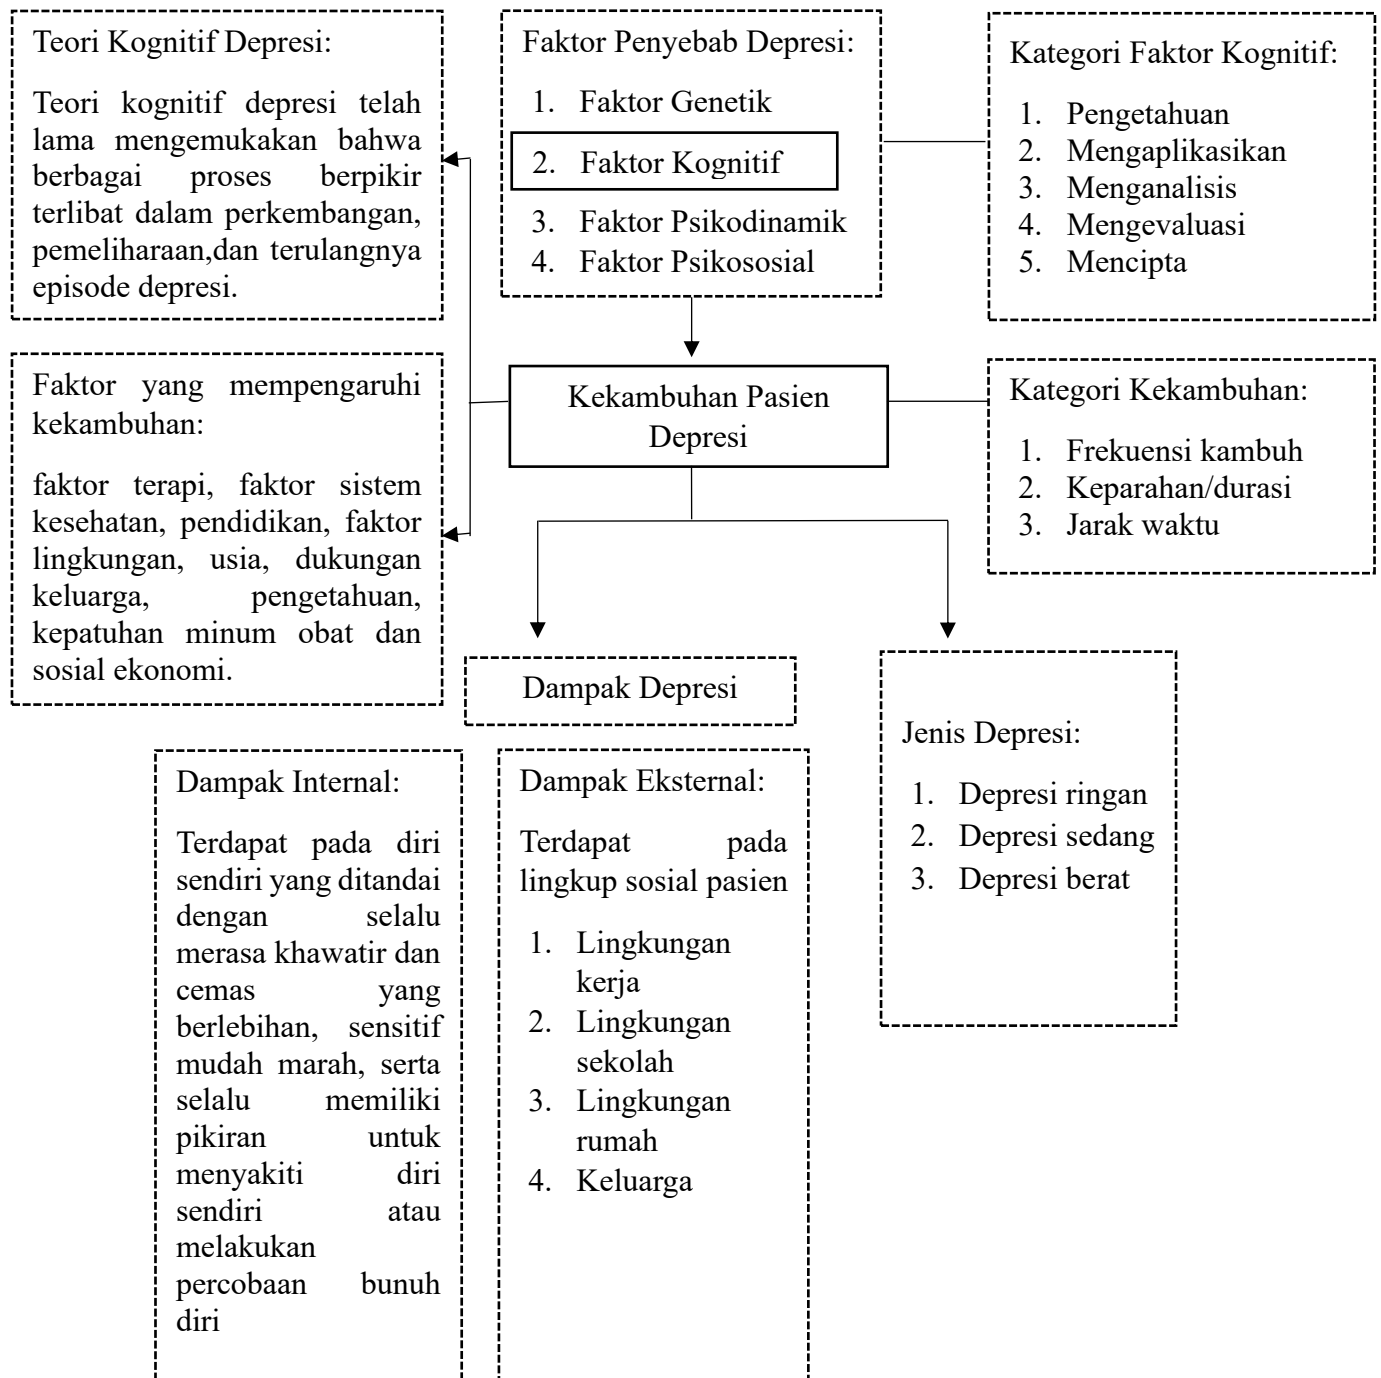 Teori Kognitif Depresi:
Teori kognitif depresi telah
lama mengemukakan bahwa
berbagai proses berpikir
terlibat dalam perkembangan,
pemeliharaan,dan terulangnya
episode depresi.
Faktor Penyebab Depresi:
1. Faktor Genetik
2. Faktor Kognitif
3. Faktor Psikodinamik
4. Faktor Psikososial
Kategori Faktor Kognitif:
1. Pengetahuan
2. Mengaplikasikan
3. Menganalisis
4. Mengevaluasi
5. Mencipta
Faktor yang mempengaruhi
kekambuhan:
faktor terapi, faktor sistem
kesehatan, pendidikan, faktor
lingkungan, usia, dukungan
keluarga, pengetahuan,
kepatuhan minum obat dan
sosial ekonomi.
Kekambuhan Pasien
Depresi
Kategori Kekambuhan:
1. Frekuensi kambuh
2. Keparahan/durasi
3. Jarak waktu
Dampak Depresi
Jenis Depresi:
1. Depresi ringan
2. Depresi sedang
3. Depresi berat
Dampak Internal:
Terdapat pada diri
sendiri yang ditandai
dengan selalu
merasa khawatir dan
cemas yang
berlebihan, sensitif
mudah marah, serta
selalu memiliki
pikiran untuk
menyakiti diri
sendiri atau
melakukan
percobaan bunuh
diri
Dampak Eksternal:
Terdapat pada
lingkup sosial pasien
1. Lingkungan
kerja
2. Lingkungan
sekolah
3. Lingkungan
rumah
4. Keluarga